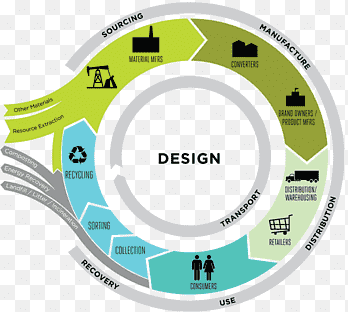 SOURCING
MANUFACTURE
MATERIAL MFRS
CONVERTERS
Other Materials
Resource Extraction
BRAND OWNERS /
PRODUCT MFRS
Composting
Energy Recovery
Landfill / Litter / Incineration
RECYCLING
DESIGN
DISTRIBUTION/
WAREHOUSING
TRANSPORT
SORTING
RETAILERS
DISTRIBUTION
COLLECTION
CONSUMERS
RECOVERY
USE